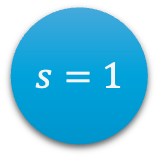 s = 1